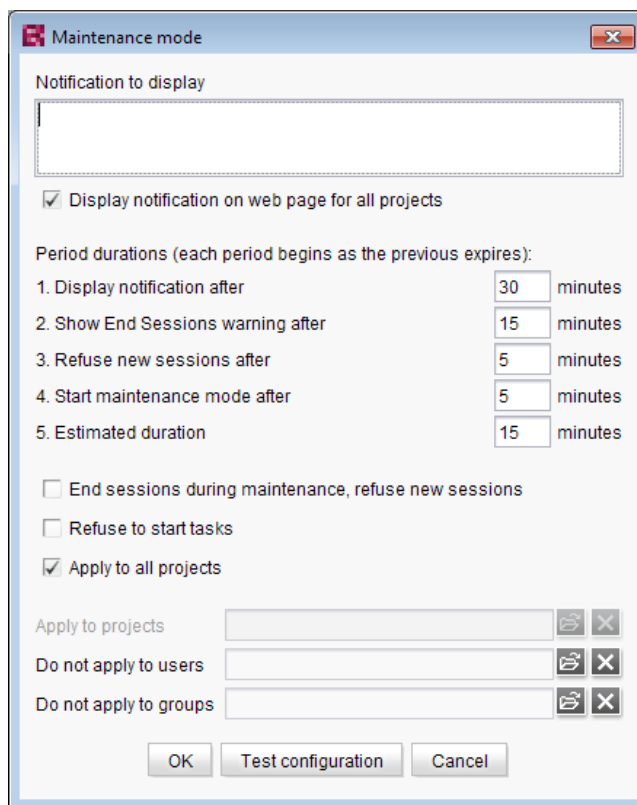 Maintenance mode
Notification to display
Display notification on web page for all projects
Period durations (each period begins as the previous expires):
1. Display notification after 30 minutes
2. Show End Sessions warning after 15 minutes
3. Refuse new sessions after 5 minutes
4. Start maintenance mode after 5 minutes
5. Estimated duration 15 minutes
End sessions during maintenance, refuse new sessions
Refuse to start tasks
Apply to all projects
Apply to projects
Do not apply to users
Do not apply to groups
OK Test configuration Cancel